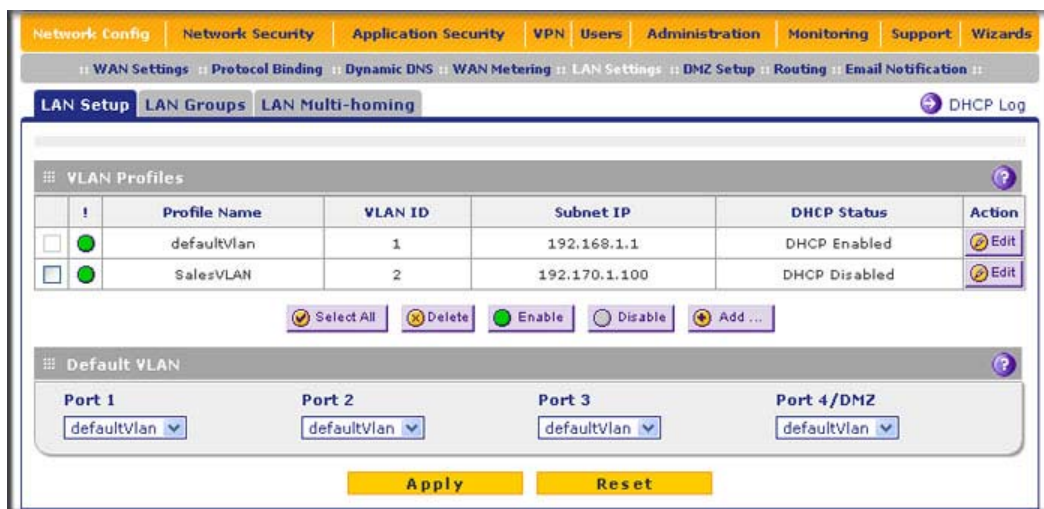 Network Config Network Security Application Security VPN Users Administration Monitoring Support Wizards
:: WAN Settings :: Protocol Binding :: Dynamic DNS :: WAN Metering :: LAN Settings :: DMZ Setup :: Routing :: Email Notification ::
LAN Setup LAN Groups LAN Multi-homing DHCP Log
VLAN Profiles ?
! Profile Name VLAN ID Subnet IP DHCP Status Action
defaultVlan 1 192.168.1.1 DHCP Enabled Edit
SalesVLAN 2 192.170.1.100 DHCP Disabled Edit
Select All Delete Enable Disable Add ...
Default VLAN ?
Port 1 Port 2 Port 3 Port 4/DMZ
defaultVlan defaultVlan defaultVlan defaultVlan
Apply Reset